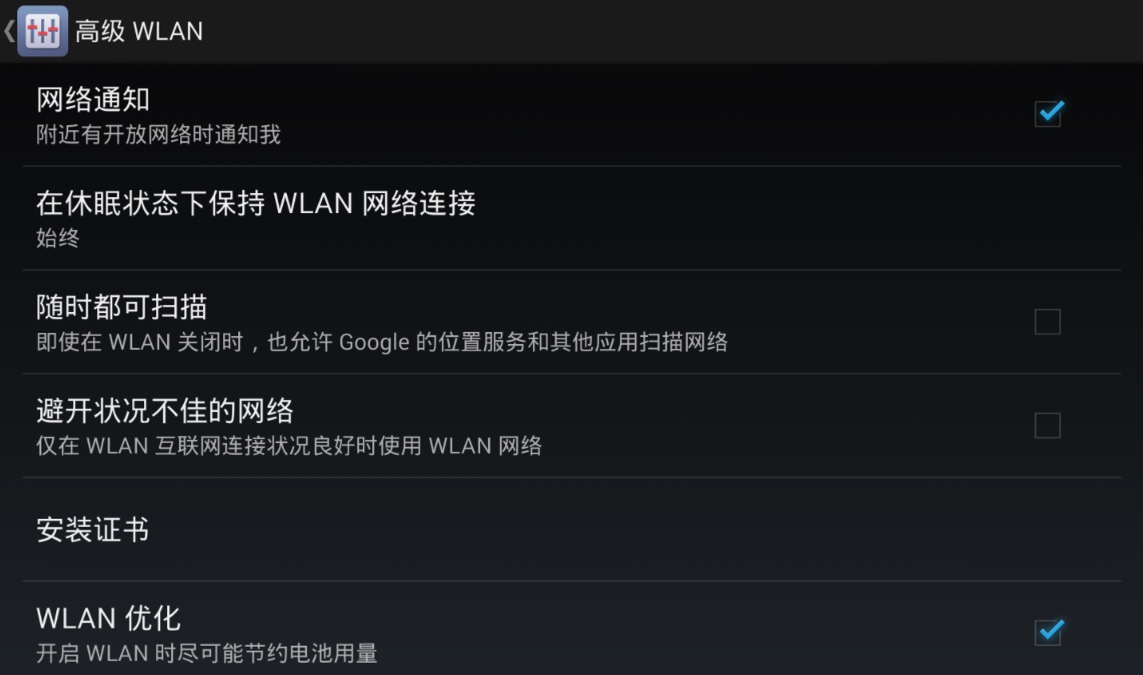 高级 WLAN
网络通知
附近有开放网络时通知我
在休眠状态下保持 WLAN 网络连接
始终
随时都可扫描
即使在 WLAN 关闭时，也允许 Google 的位置服务和其他应用扫描网络
避开状况不佳的网络
仅在 WLAN 互联网连接状况良好时使用 WLAN 网络
安装证书
WLAN 优化
开启 WLAN 时尽可能节约电池用量